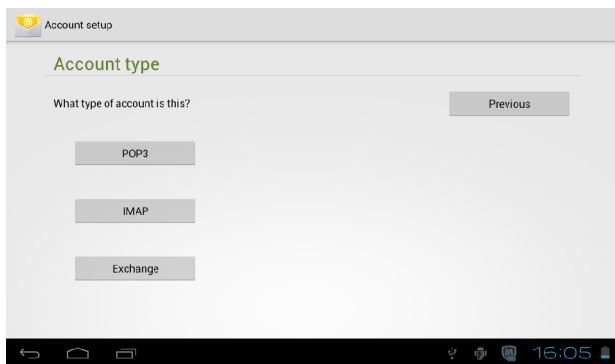 Account setup
Account type
What type of account is this?
Previous
POP3
IMAP
Exchange
16:05